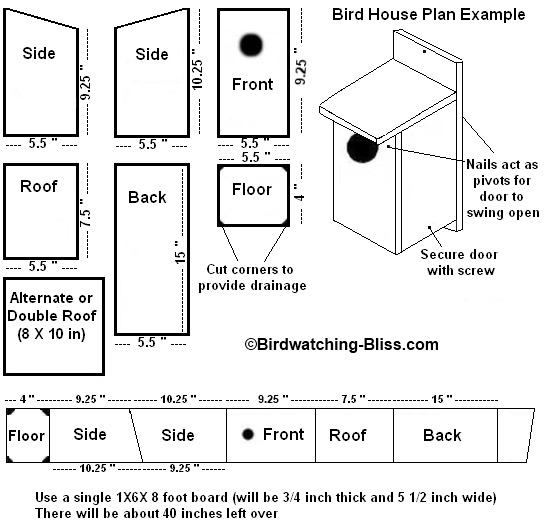 Bird House Plan Example
Side
9.25 "
5.5 "
Side
10.25 "
5.5 "
Front
9.25 "
5.5 "
Roof
7.5 "
5.5 "
Back
15 "
5.5 "
5.5 "
Floor
4 "
Cut corners to
provide drainage
Nails act as
pivots for
door to
swing open
Secure door
with screw
Alternate or
Double Roof
(8 X 10 in)
©Birdwatching-Bliss.com
4 " 9.25 " 10.25 " 9.25 " 7.5 " 15 "
Floor Side Side Front Roof Back
10.25 " 9.25 "
Use a single 1X6X 8 foot board (will be 3/4 inch thick and 5 1/2 inch wide)
There will be about 40 inches left over